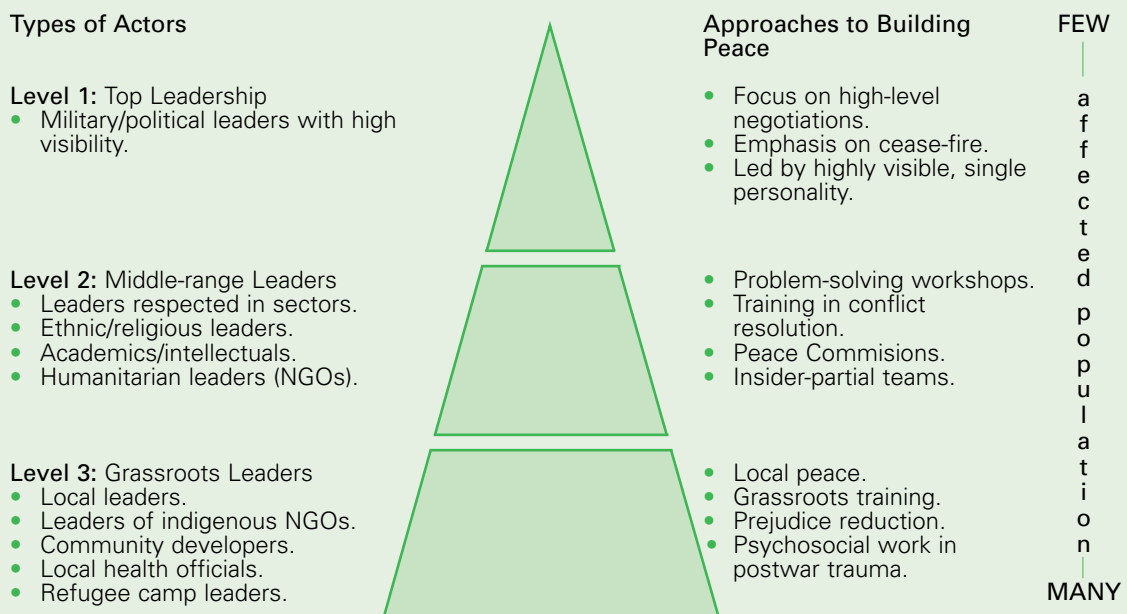 Types of Actors
Level 1: Top Leadership
• Military/political leaders with high
visibility.
Level 2: Middle-range Leaders
• Leaders respected in sectors.
• Ethnic/religious leaders.
• Academics/intellectuals.
• Humanitarian leaders (NGOs).
Level 3: Grassroots Leaders
• Local leaders.
• Leaders of indigenous NGOs.
• Community developers.
• Local health officials.
• Refugee camp leaders.
Approaches to Building
Peace
• Focus on high-level
negotiations.
• Emphasis on cease-fire.
• Led by highly visible, single
personality.
• Problem-solving workshops.
• Training in conflict
resolution.
• Peace Commisions.
• Insider-partial teams.
• Local peace.
• Grassroots training.
• Prejudice reduction.
• Psychosocial work in
postwar trauma.
FEW
affected population
MANY